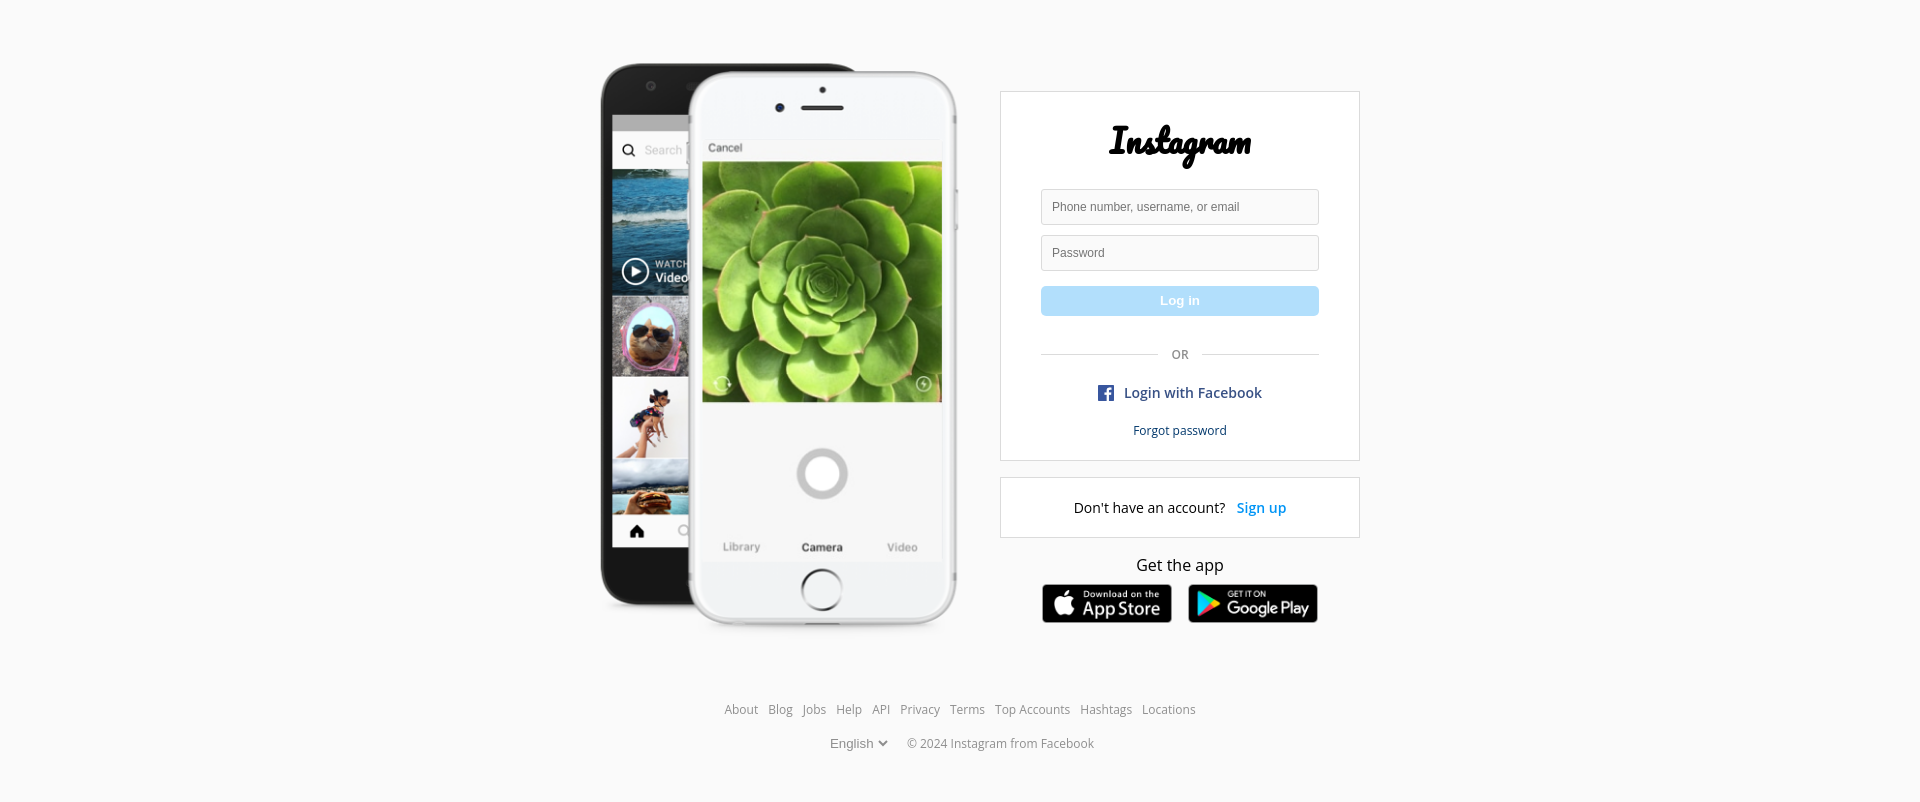 Search
WATCH
Video
Cancel
Library Camera Video
Instagram
Phone number, username, or email
Password
Log in
OR
Login with Facebook
Forgot password
Don't have an account? Sign up
Get the app
Download on the
App Store
GET IT ON
Google Play
About Blog Jobs Help API Privacy Terms Top Accounts Hashtags Locations
English © 2024 Instagram from Facebook